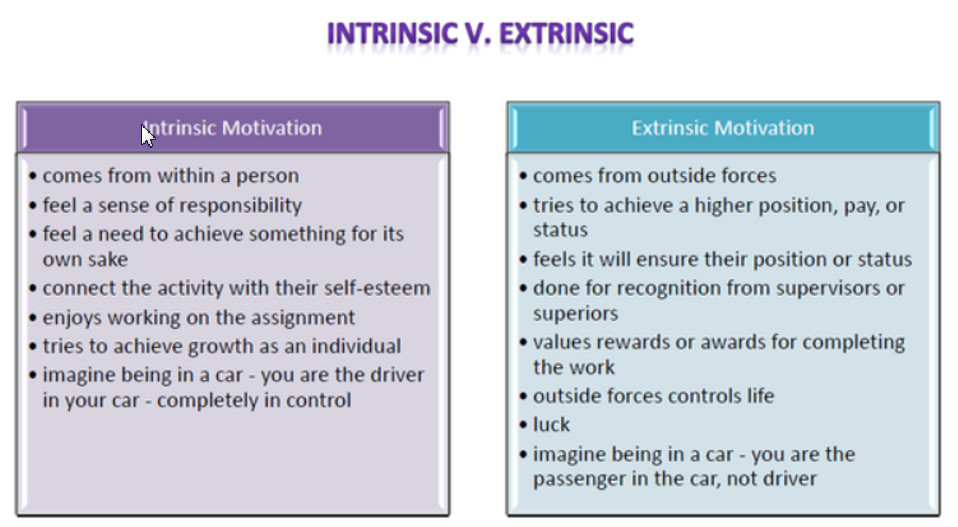 INTRINSIC V. EXTRINSIC
Intrinsic Motivation
• comes from within a person
• feel a sense of responsibility
• feel a need to achieve something for its
own sake
• connect the activity with their self-esteem
• enjoys working on the assignment
• tries to achieve growth as an individual
• imagine being in a car - you are the driver
in your car - completely in control
Extrinsic Motivation
• comes from outside forces
• tries to achieve a higher position, pay, or
status
• feels it will ensure their position or status
• done for recognition from supervisors or
superiors
• values rewards or awards for completing
the work
• outside forces controls life
• luck
• imagine being in a car - you are the
passenger in the car, not driver